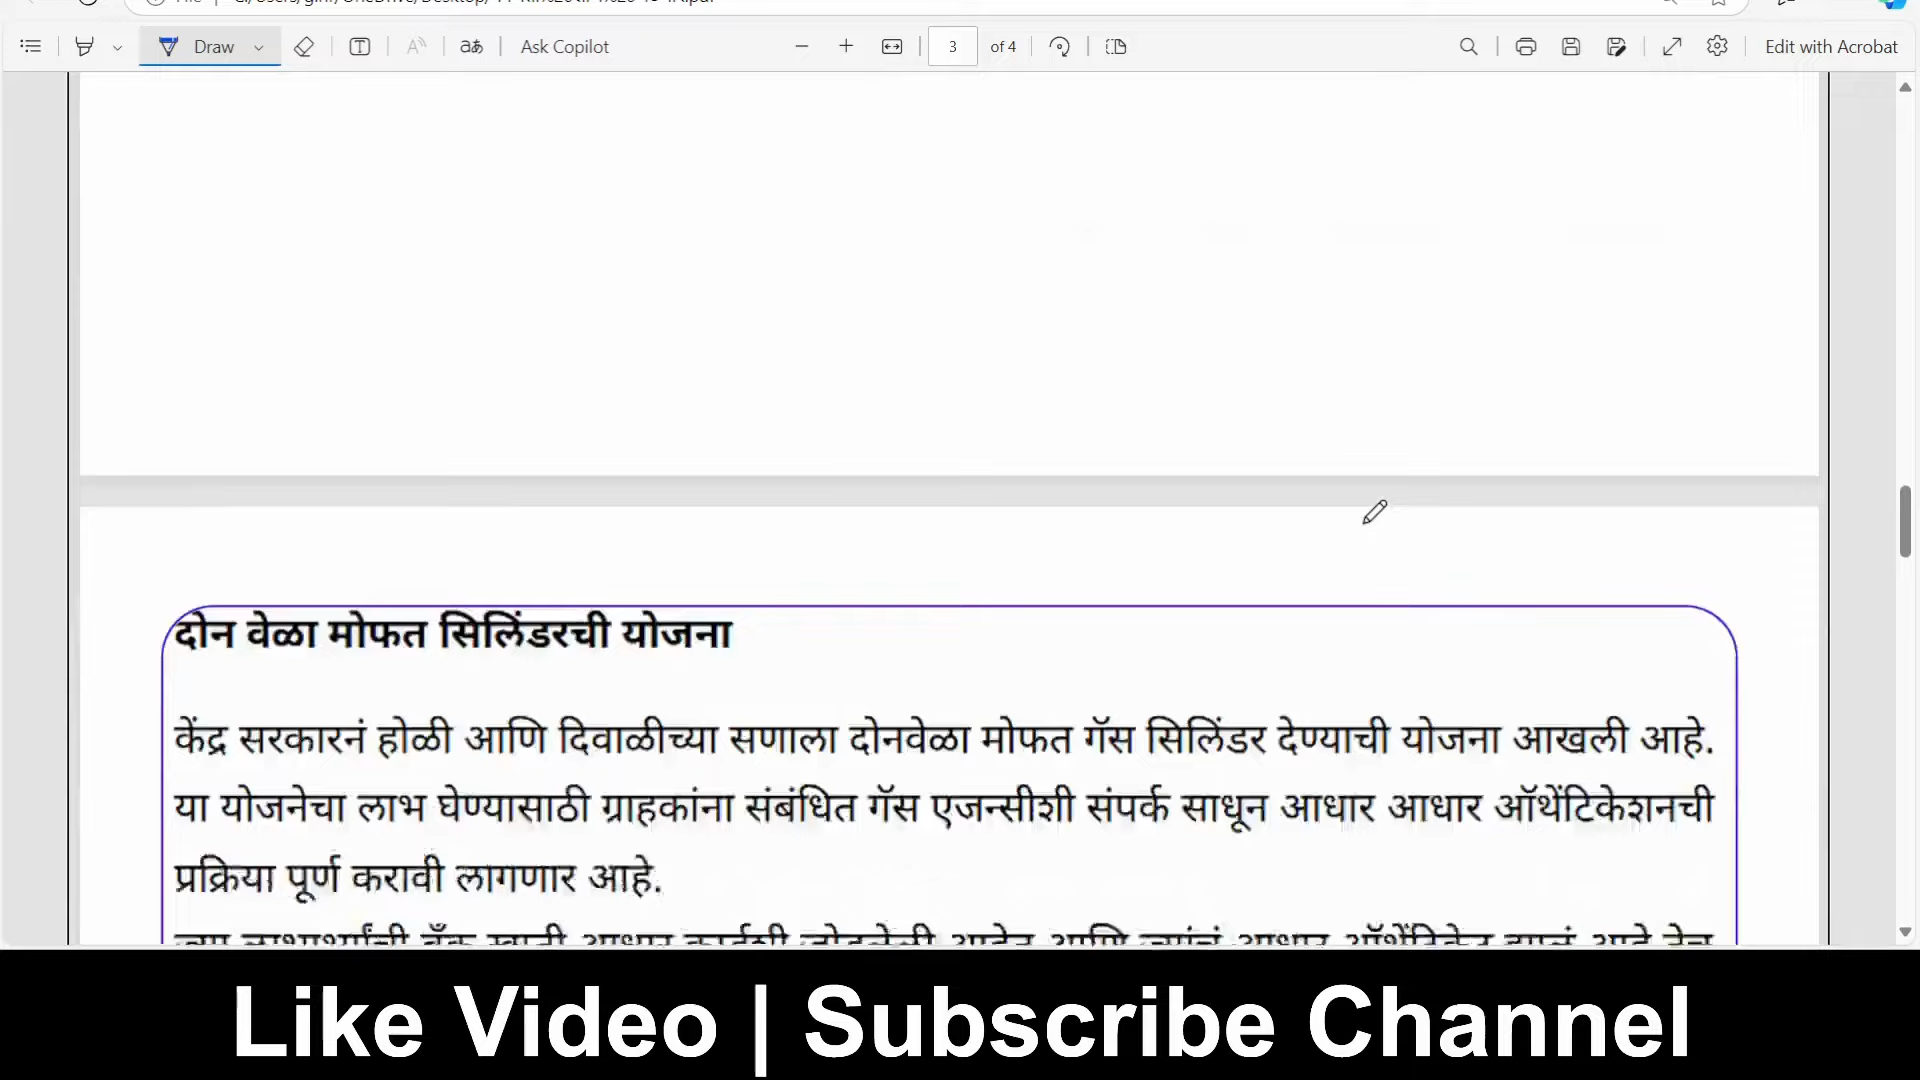 Draw
Ask Copilot
3 of 4
Edit with Acrobat
दोन वेळा मोफत सिलिंडरची योजना
केंद्र सरकारनं होळी आणि दिवाळीच्या सणाला दोनवेळा मोफत गॅस सिलिंडर देण्याची योजना आखली आहे.
या योजनेचा लाभ घेण्यासाठी ग्राहकांना संबंधित गॅस एजन्सीशी संपर्क साधून आधार आधार ऑथेंटिकेशनची
प्रक्रिया पूर्ण करावी लागणार आहे.
Like Video | Subscribe Channel